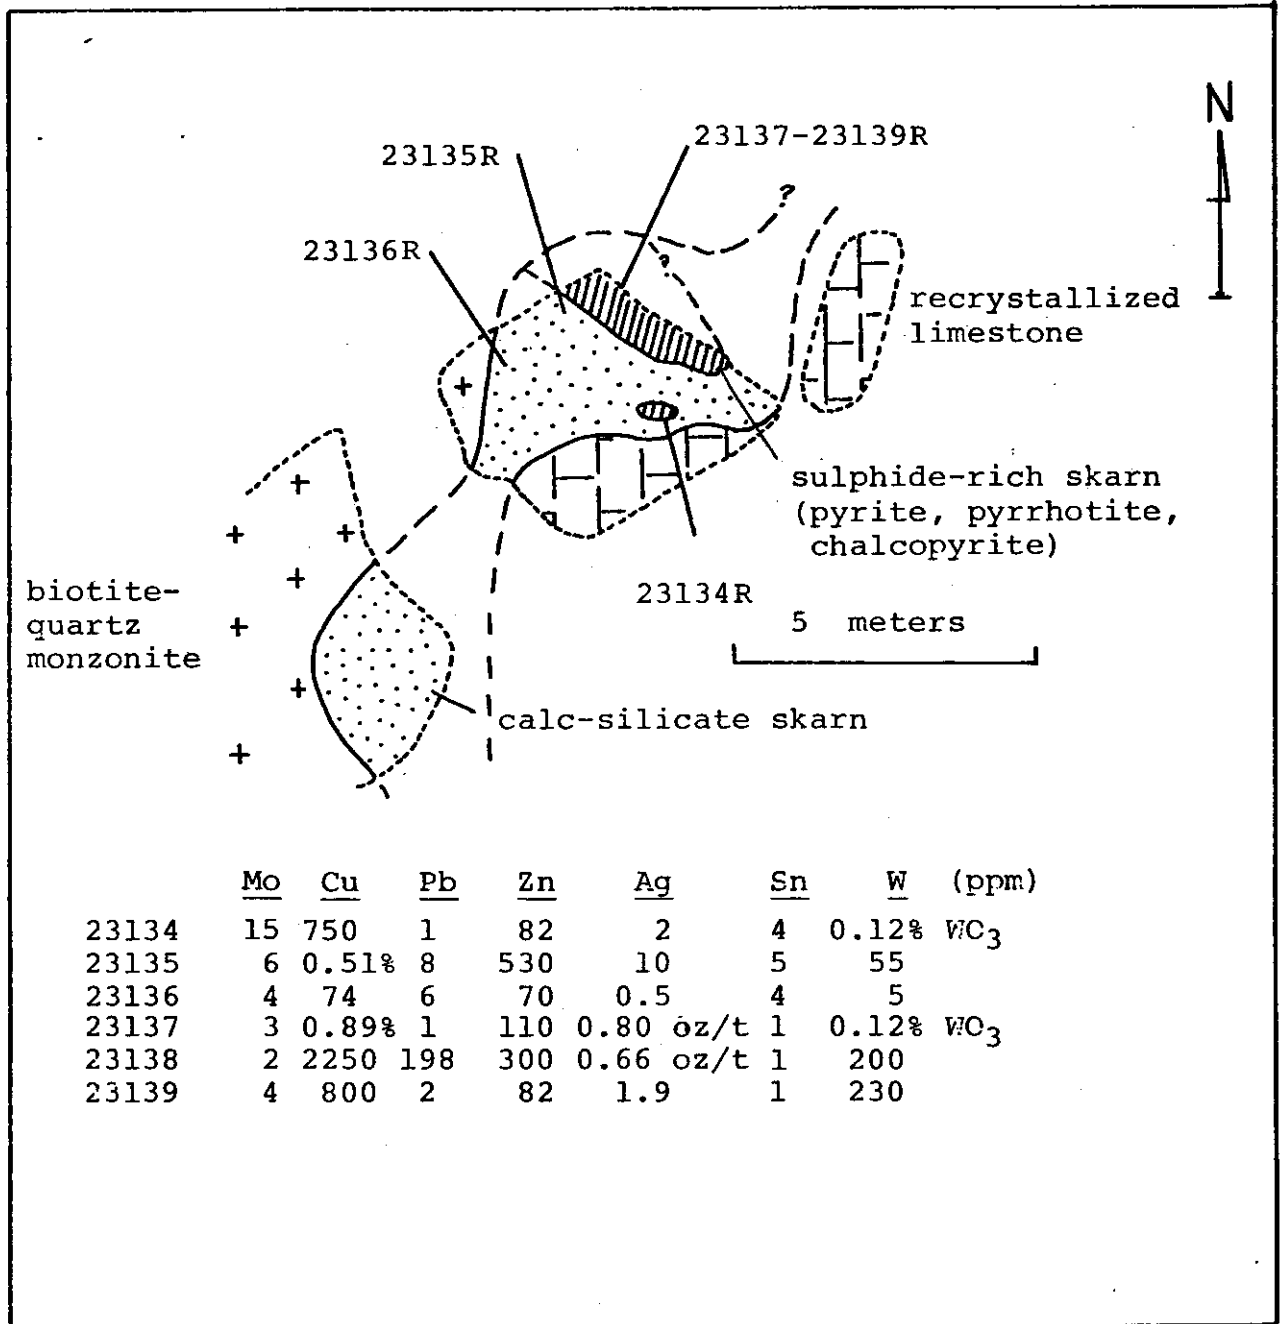 N
23135R
23137-23139R
23136R
?
?
recrystallized
limestone
sulphide-rich skarn
(pyrite, pyrrhotite,
chalcopyrite)
23134R
biotite-
quartz
monzonite
5 meters
calc-silicate skarn
Mo Cu Pb Zn Ag Sn W (ppm)
23134 15 750 1 82 2 4 0.12% WO3
23135 6 0.51% 8 530 10 5 55
23136 4 74 6 70 0.5 4 5
23137 3 0.89% 1 110 0.80 oz/t 1 0.12% WO3
23138 2 2250 198 300 0.66 oz/t 1 200
23139 4 800 2 82 1.9 1 230